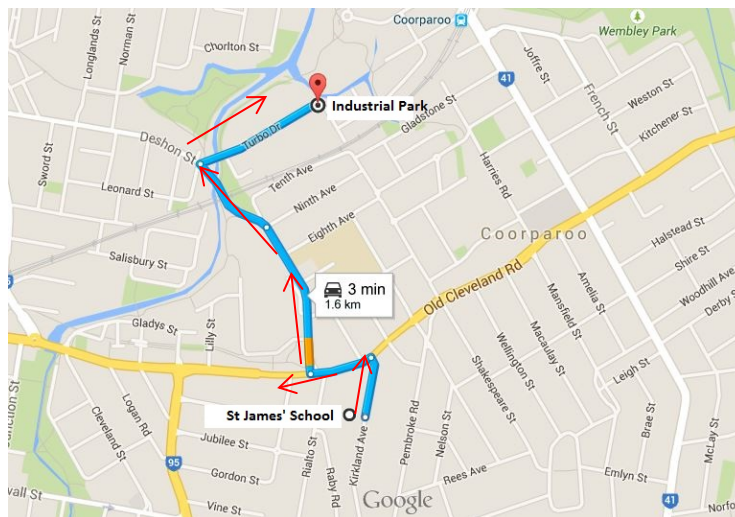 Coorparoo
Wembley Park
Longlands St
Norman St
Chorlton St
41
Joffre St
French St
Weston St
Kitchener St
Industrial Park
Gladstone St
Deshon St
Turbo Dr
Sword St
Leonard St
Tenth Ave
Ninth Ave
Eighth Ave
Harries Rd
Coorparoo
Halstead St
Shire St
Woodhill Ave
Derby St
Salisbury St
3 min
1.6 km
Old Cleveland Rd
Amelia St
Mansfield St
Macaulay St
Wellington St
Shakespeare St
Leigh St
Gladys St
Lilly St
St James' School
Logan Rd
Cleveland St
Junction St
Jubilee St
Rialto St
Raby Rd
Kirkland Ave
Pembroke Rd
Nelson St
Brae St
McLay St
95
Gordon St
Rees Ave
Emlyn St
wall St
Vine St
Google
41
Norfo